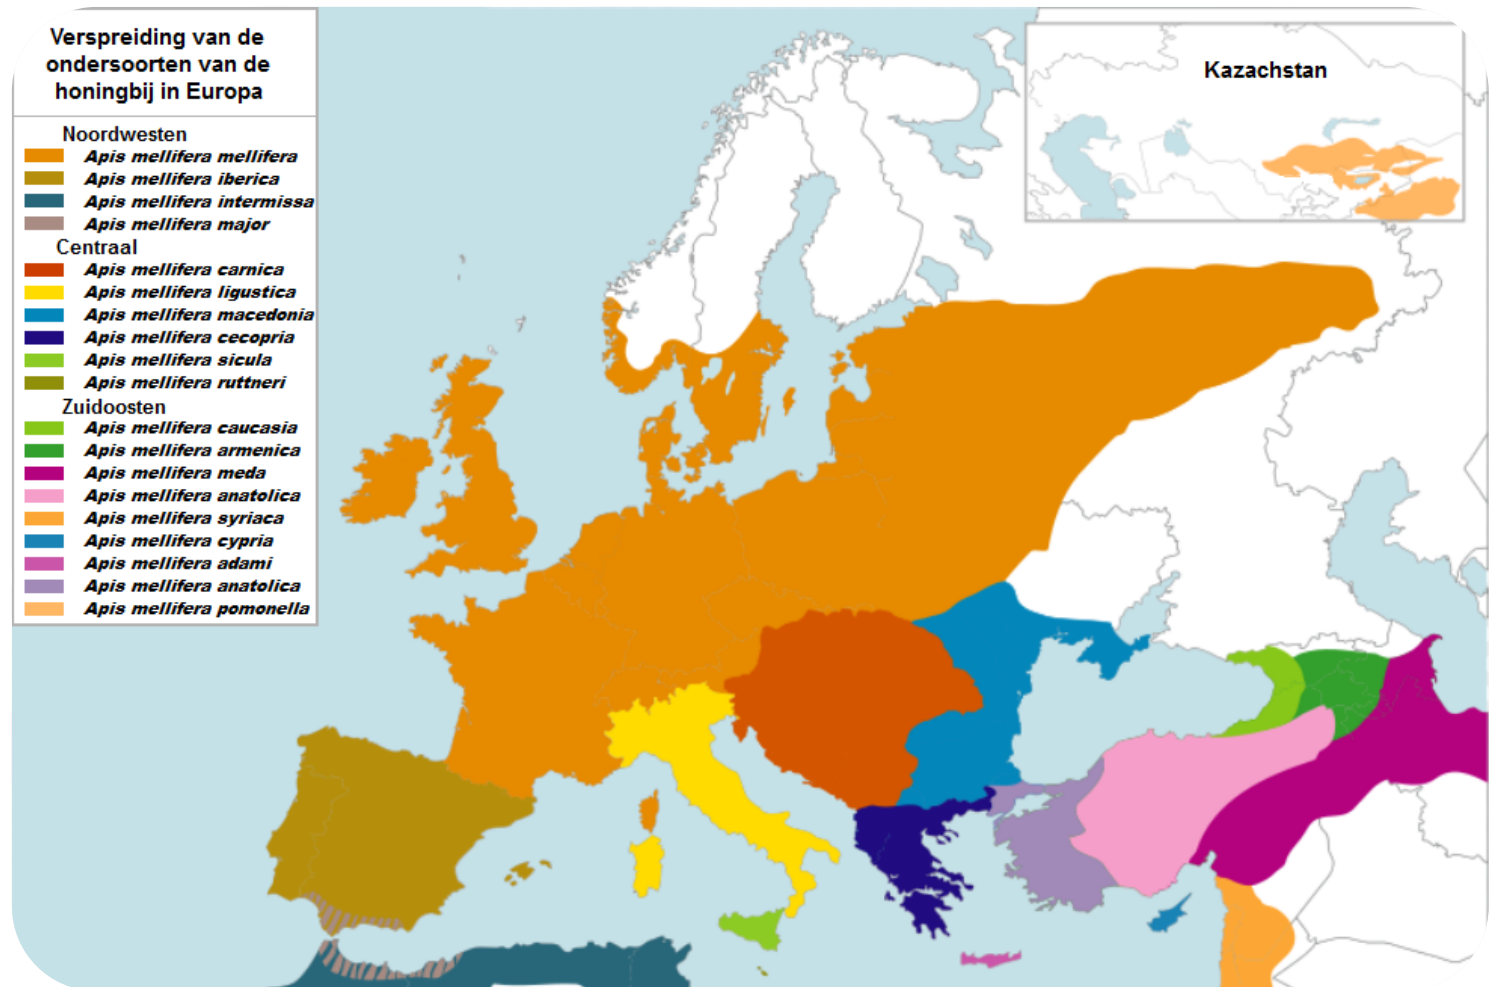 Verspreiding van de
ondersoorten van de
honingbij in Europa
Noordwesten
Apis mellifera mellifera
Apis mellifera iberica
Apis mellifera intermissa
Apis mellifera major
Centraal
Apis mellifera carnica
Apis mellifera ligustica
Apis mellifera macedonia
Apis mellifera cecopria
Apis mellifera sicula
Apis mellifera ruttneri
Zuidoosten
Apis mellifera caucasia
Apis mellifera armenica
Apis mellifera meda
Apis mellifera anatolica
Apis mellifera syriaca
Apis mellifera cypria
Apis mellifera adami
Apis mellifera anatolica
Apis mellifera pomonella
Kazachstan